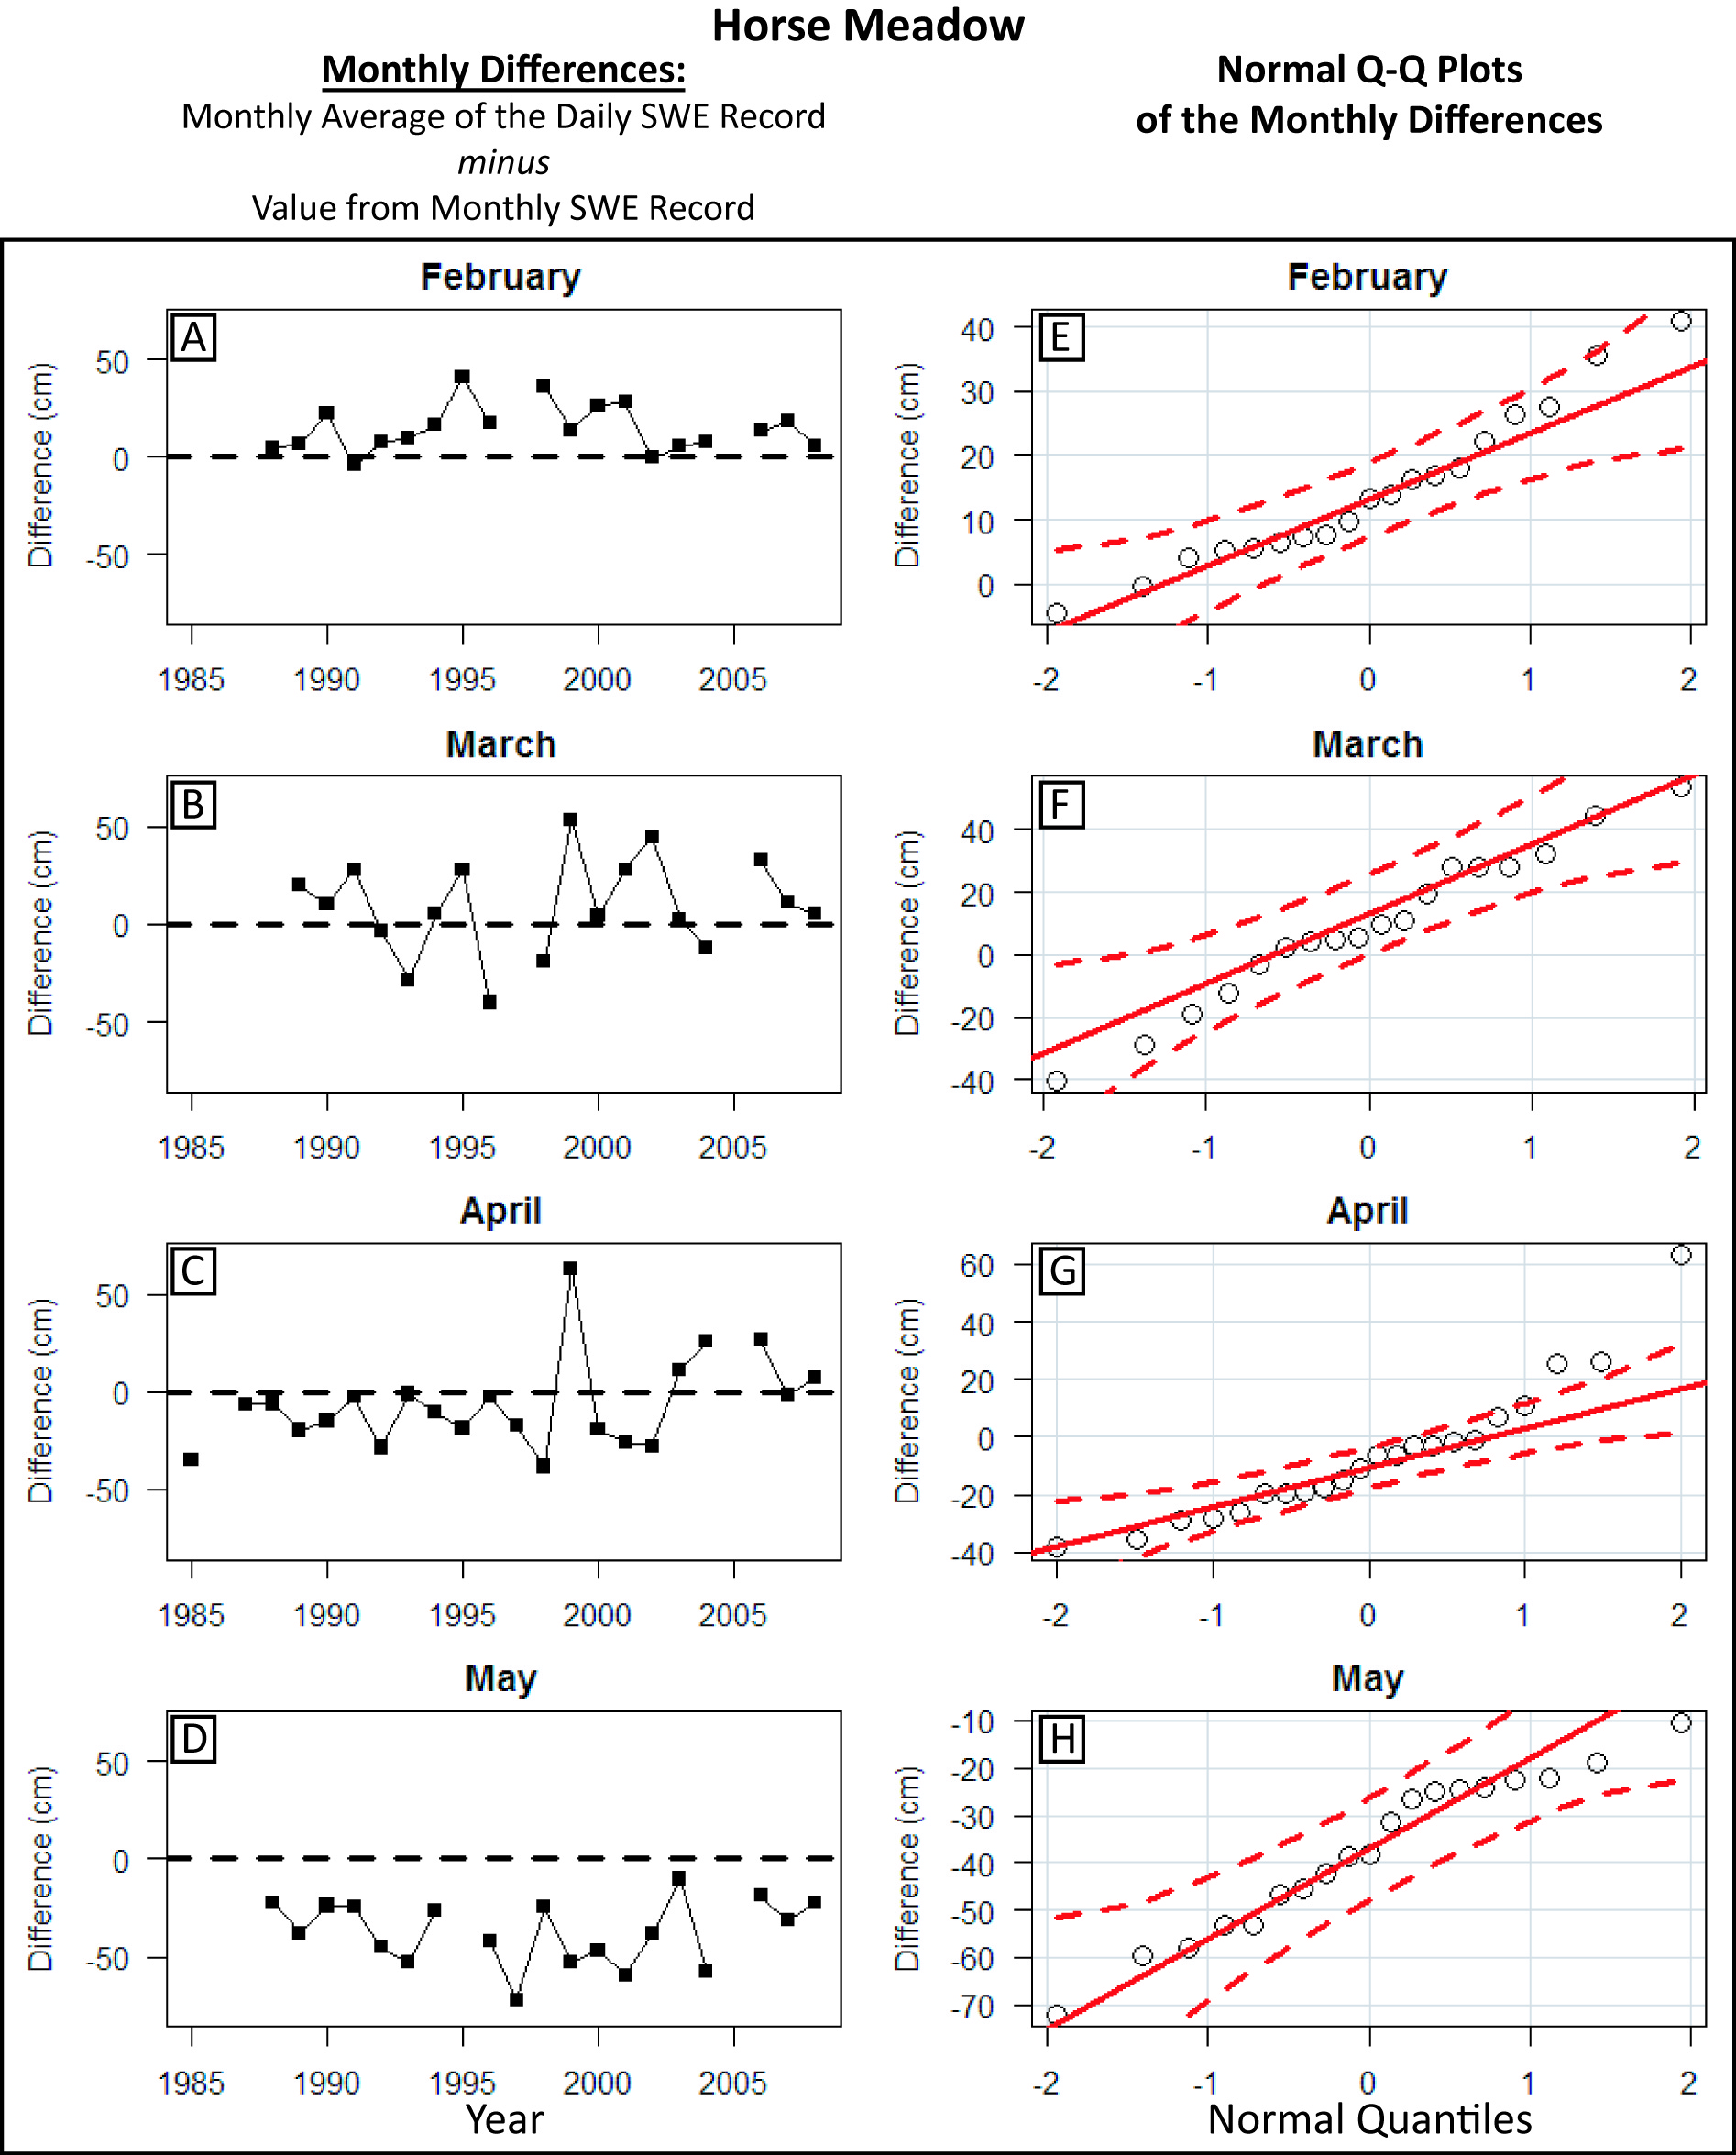 Horse Meadow
Monthly Differences:
Monthly Average of the Daily SWE Record
minus
Value from Monthly SWE Record
Normal Q-Q Plots
of the Monthly Differences
February
A
Difference (cm)
50
0
-50
1985 1990 1995 2000 2005
February
E
Difference (cm)
40
30
20
10
0
-2 -1 0 1 2
March
B
Difference (cm)
50
0
-50
1985 1990 1995 2000 2005
March
F
Difference (cm)
40
20
0
-20
-40
-2 -1 0 1 2
April
C
Difference (cm)
50
0
-50
1985 1990 1995 2000 2005
April
G
Difference (cm)
60
40
20
0
-20
-40
-2 -1 0 1 2
May
D
Difference (cm)
50
0
-50
1985 1990 1995 2000 2005
Year
May
H
Difference (cm)
-10
-20
-30
-40
-50
-60
-70
-2 -1 0 1 2
Normal Quantiles